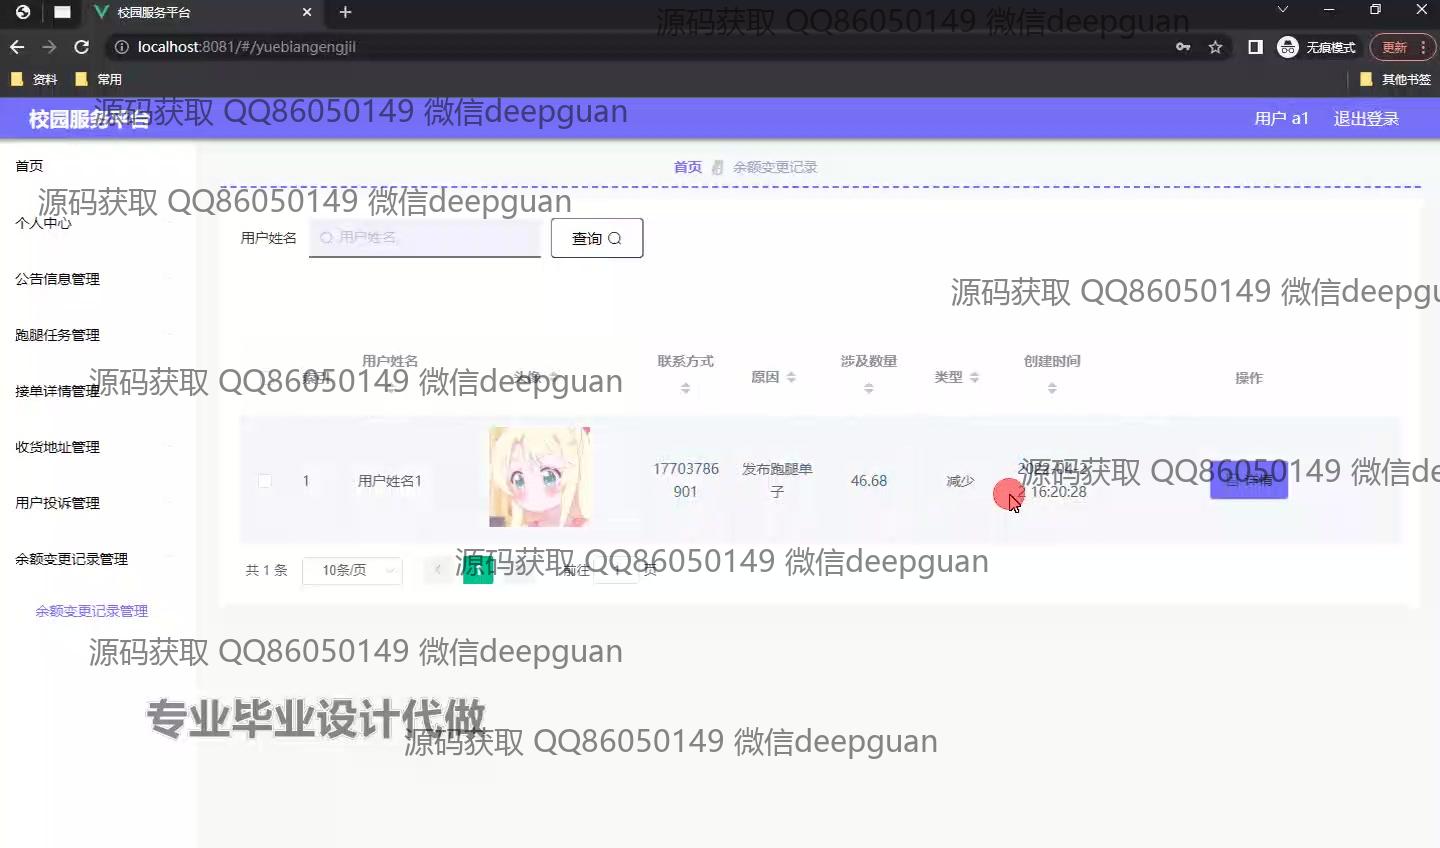 校园服务平台
源码获取 QQ86050149 微信deepguan
localhost:8081/#/yuebiangengjil
无痕模式
更新
资料
常用
其他书签
校园服务平台
源码获取 QQ86050149 微信deepguan
用户 a1
退出登录
首页
首页
余额变更记录
源码获取 QQ86050149 微信deepguan
个人中心
用户姓名
用户姓名
查询
公告信息管理
源码获取 QQ86050149 微信deepgu
跑腿任务管理
用户姓名
联系方式
涉及数量
创建时间
索引
头像
原因
类型
操作
源码获取 QQ86050149 微信deepguan
接单详情管理
收货地址管理
1
用户姓名1
17703786
901
发布跑腿单
子
46.68
减少
2022-04-2
2 16:20:28
详情
源码获取 QQ86050149 微信de
用户投诉管理
余额变更记录管理
共 1 条
10条/页
1
前往
1
页
源码获取 QQ86050149 微信deepguan
余额变更记录管理
源码获取 QQ86050149 微信deepguan
专业毕业设计代做
源码获取 QQ86050149 微信deepguan